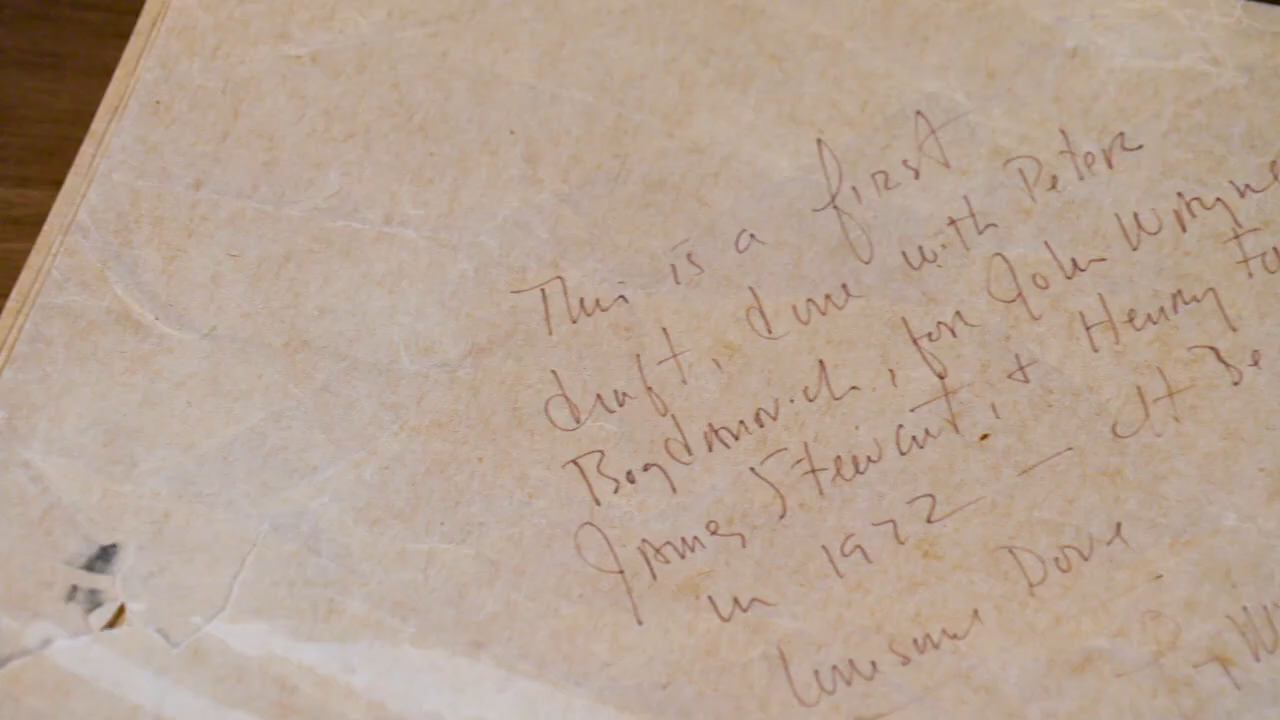 This is a first
draft, done with Peter
Bogdanovich, for John Wayne
James Stewart, + Henry Fo
in 1972 — It Be
Lonesome Dove